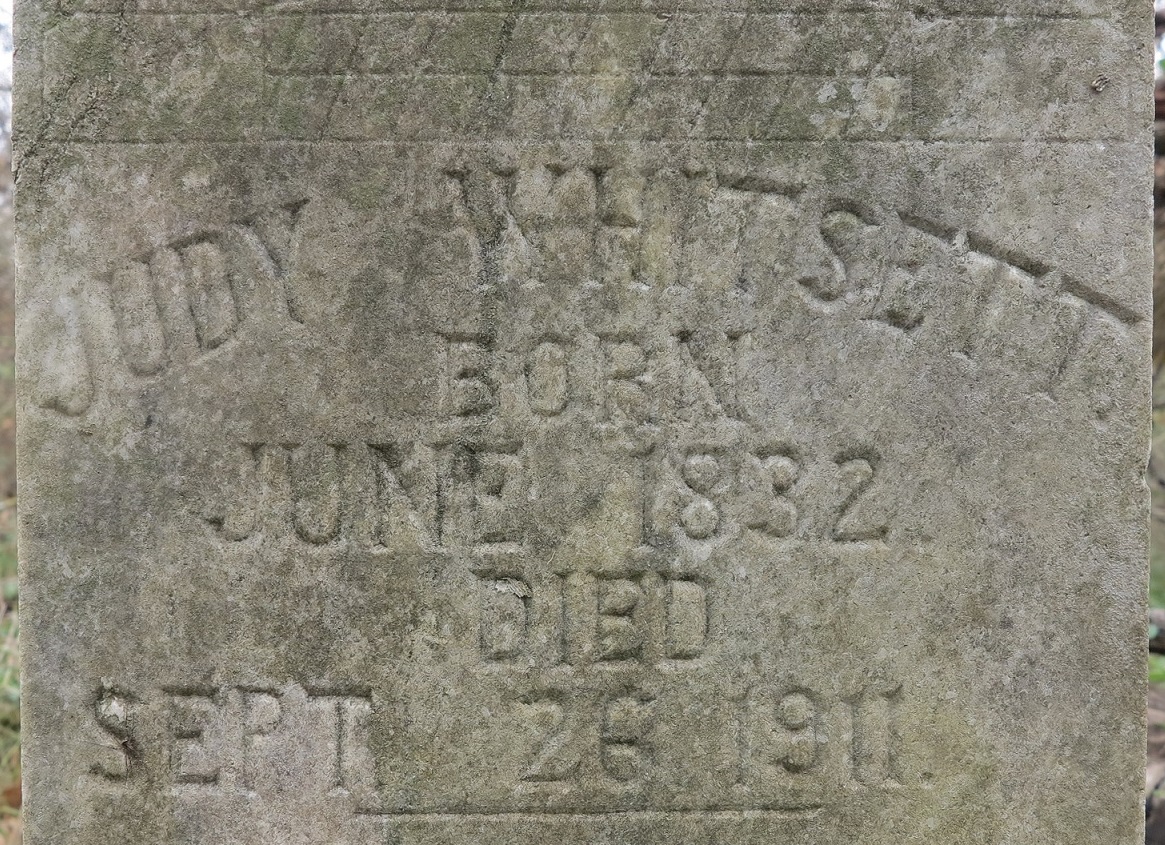 JUDY WHITSETT.
BORN
JUNE 1832
DIED
SEPT 26 1911.